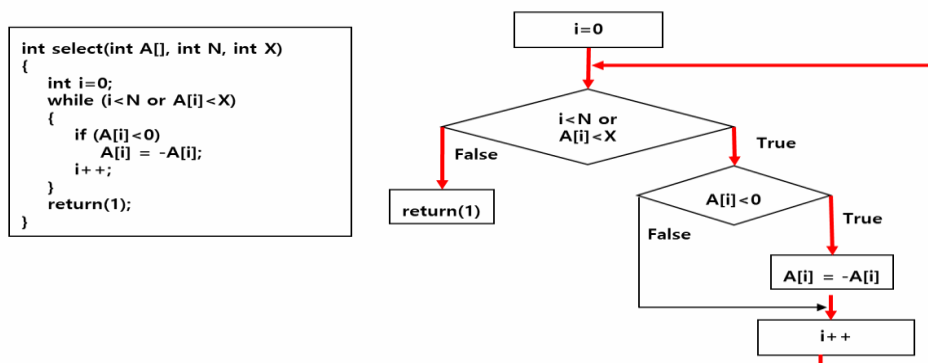 int select(int A[], int N, int X)
{
int i=0;
while (i<N or A[i]<X)
{
if (A[i]<0)
A[i] = -A[i];
i++;
}
return(1);
}
i=0
i<N or
A[i]<X
False
True
return(1)
A[i]<0
False
True
A[i] = -A[i]
i++